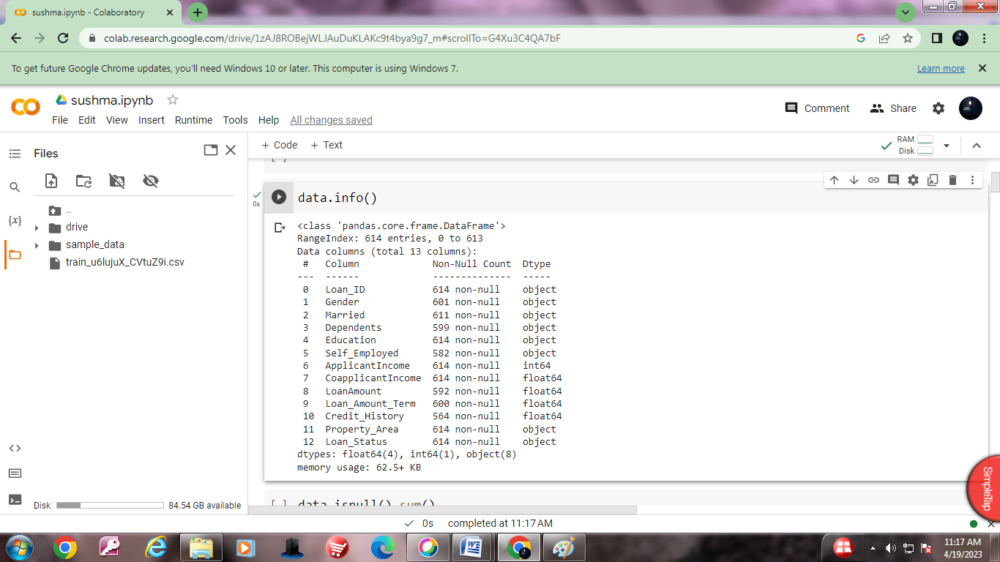 sushma.ipynb - Colaboratory
colab.research.google.com/drive/1zAJ8ROBejWLJAuDuKLAKc9t4bya9g7_m#scrollTo=G4Xu3C4QA7bF
To get future Google Chrome updates, you'll need Windows 10 or later. This computer is using Windows 7. Learn more
sushma.ipynb
File Edit View Insert Runtime Tools Help All changes saved
Comment Share
Files
+ Code + Text
RAM
Disk
..
drive
sample_data
train_u6lujuX_CVtuZ9i.csv
{x}
0s
data.info()
<class 'pandas.core.frame.DataFrame'>
RangeIndex: 614 entries, 0 to 613
Data columns (total 13 columns):
# Column Non-Null Count Dtype
--- ------ -------------- -----
0 Loan_ID 614 non-null object
1 Gender 601 non-null object
2 Married 611 non-null object
3 Dependents 599 non-null object
4 Education 614 non-null object
5 Self_Employed 582 non-null object
6 ApplicantIncome 614 non-null int64
7 CoapplicantIncome 614 non-null float64
8 LoanAmount 592 non-null float64
9 Loan_Amount_Term 600 non-null float64
10 Credit_History 564 non-null float64
11 Property_Area 614 non-null object
12 Loan_Status 614 non-null object
dtypes: float64(4), int64(1), object(8)
memory usage: 62.5+ KB
[ ] data.isnull().sum()
SimpleTap
Disk 84.54 GB available
0s completed at 11:17 AM
11:17 AM
4/19/2023